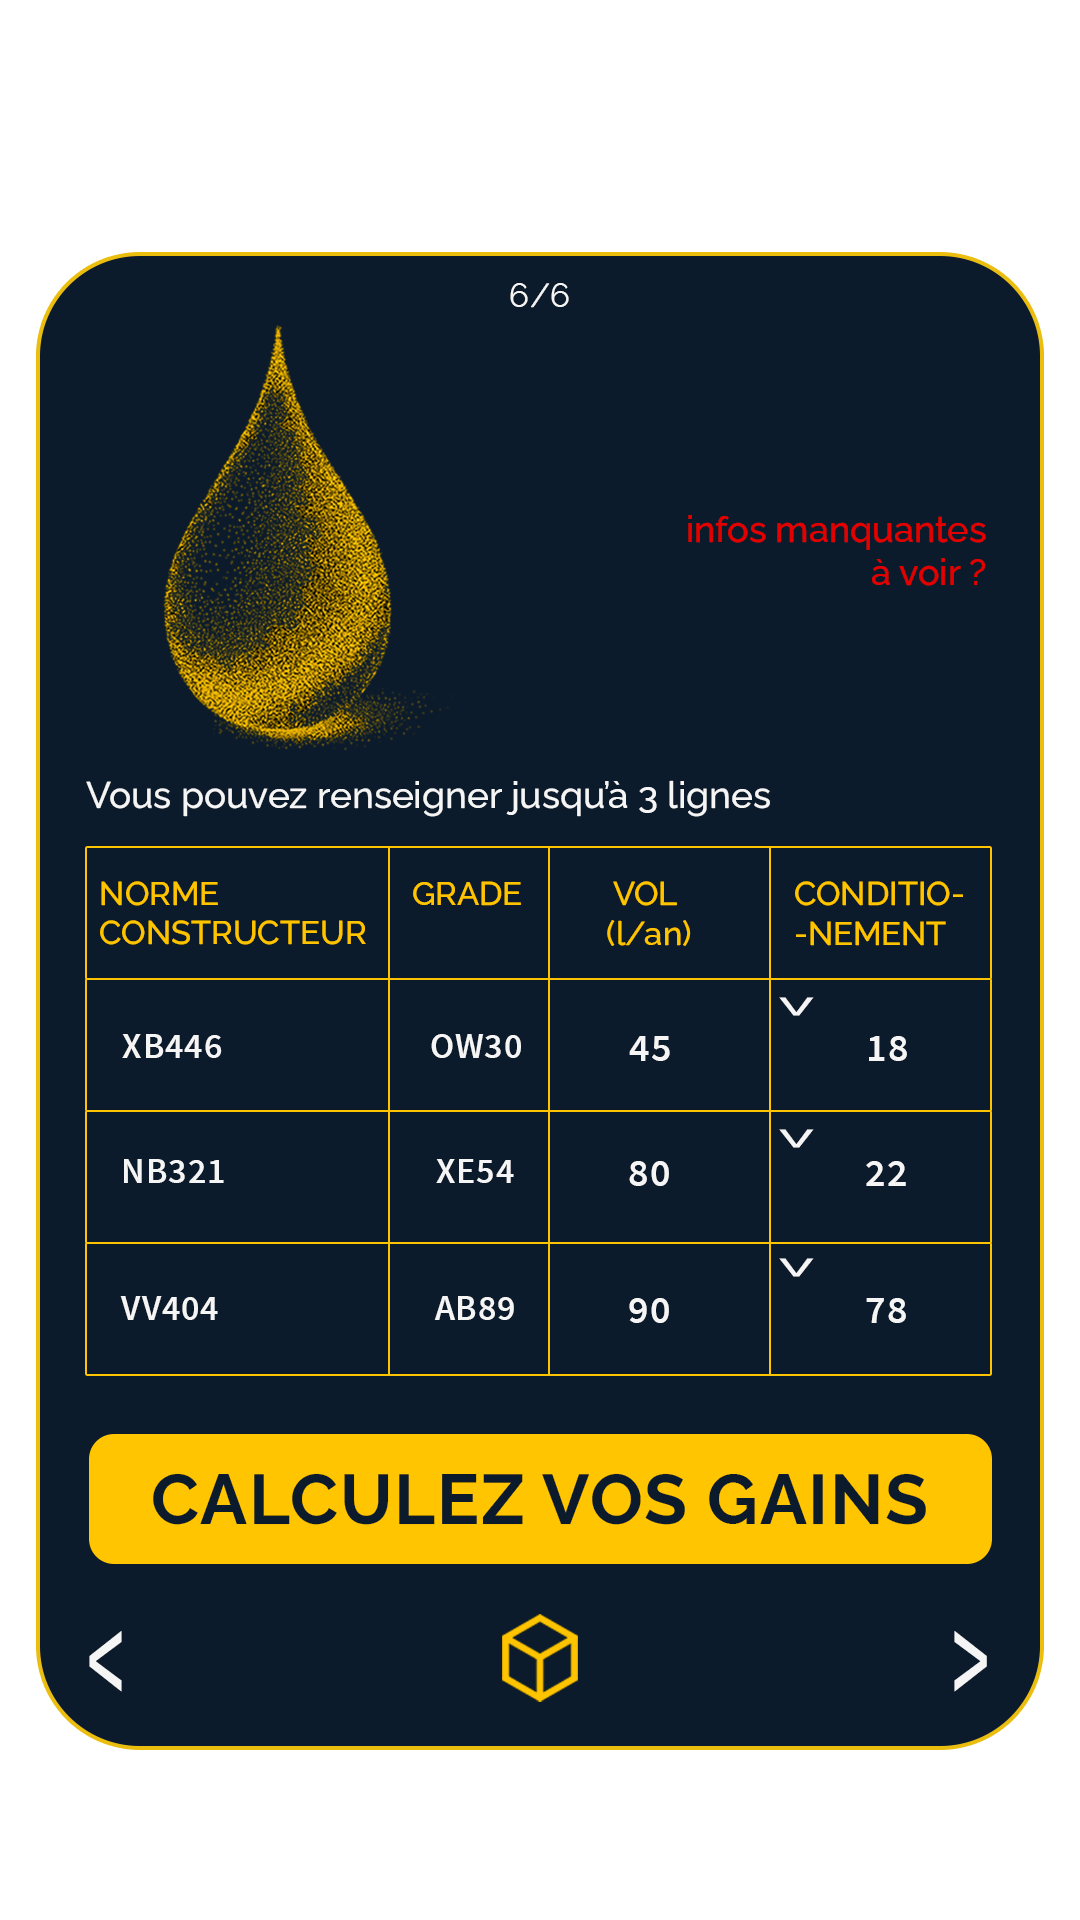 6/6
infos manquantes
à voir ?
Vous pouvez renseigner jusqu'à 3 lignes
NORME
CONSTRUCTEUR
GRADE
VOL
(l/an)
CONDITIO-
-NEMENT
XB446
OW30
45
18
NB321
XE54
80
22
VV404
AB89
90
78
CALCULEZ VOS GAINS